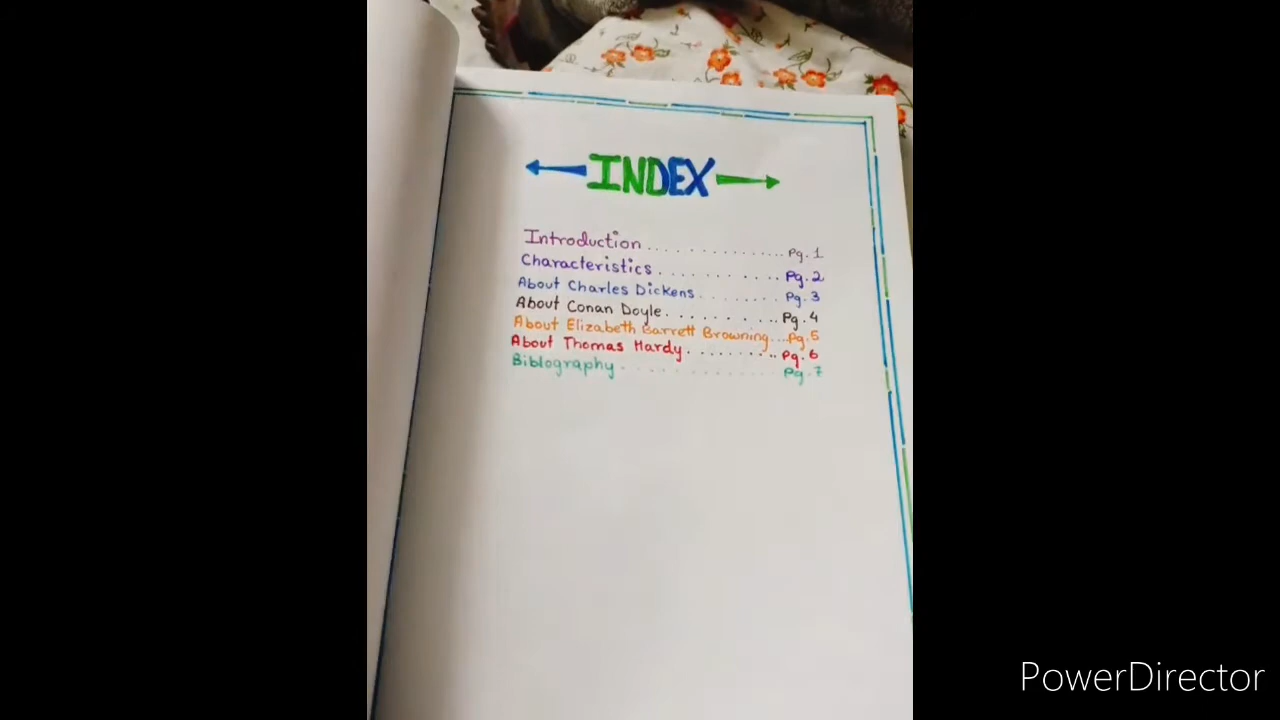 INDEX
Introduction................pg.1
Characteristics...........Pg.2
About Charles Dickens........Pg.3
About Conan Doyle..........Pg.4
About Elizabeth Barrett Browning...Pg.5
About Thomas Hardy.........Pg.6
Biblography.............Pg.7
PowerDirector